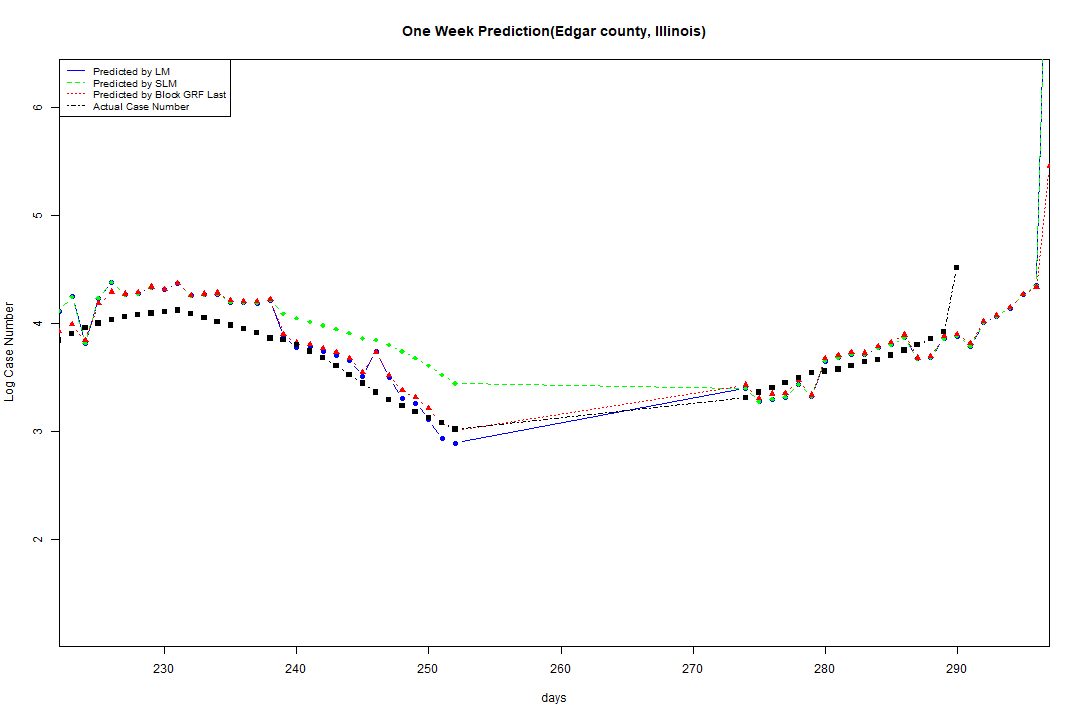 One Week Prediction(Edgar county, Illinois)
Predicted by LM
Predicted by SLM
Predicted by Block GRF Last
Actual Case Number
6
5
4
3
2
Log Case Number
230 240 250 260 270 280 290
days